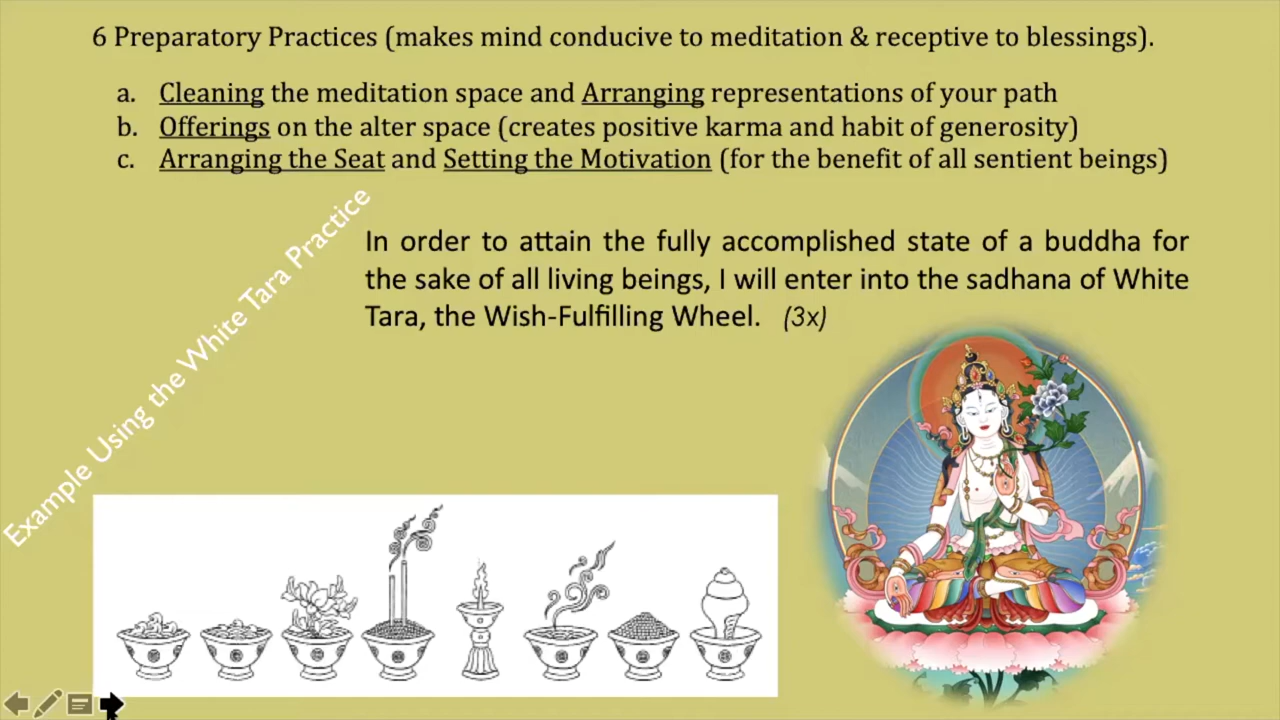 6 Preparatory Practices (makes mind conducive to meditation & receptive to blessings).
a. Cleaning the meditation space and Arranging representations of your path
b. Offerings on the alter space (creates positive karma and habit of generosity)
c. Arranging the Seat and Setting the Motivation (for the benefit of all sentient beings)
Example Using the White Tara Practice
In order to attain the fully accomplished state of a buddha for
the sake of all living beings, I will enter into the sadhana of White
Tara, the Wish-Fulfilling Wheel. (3x)